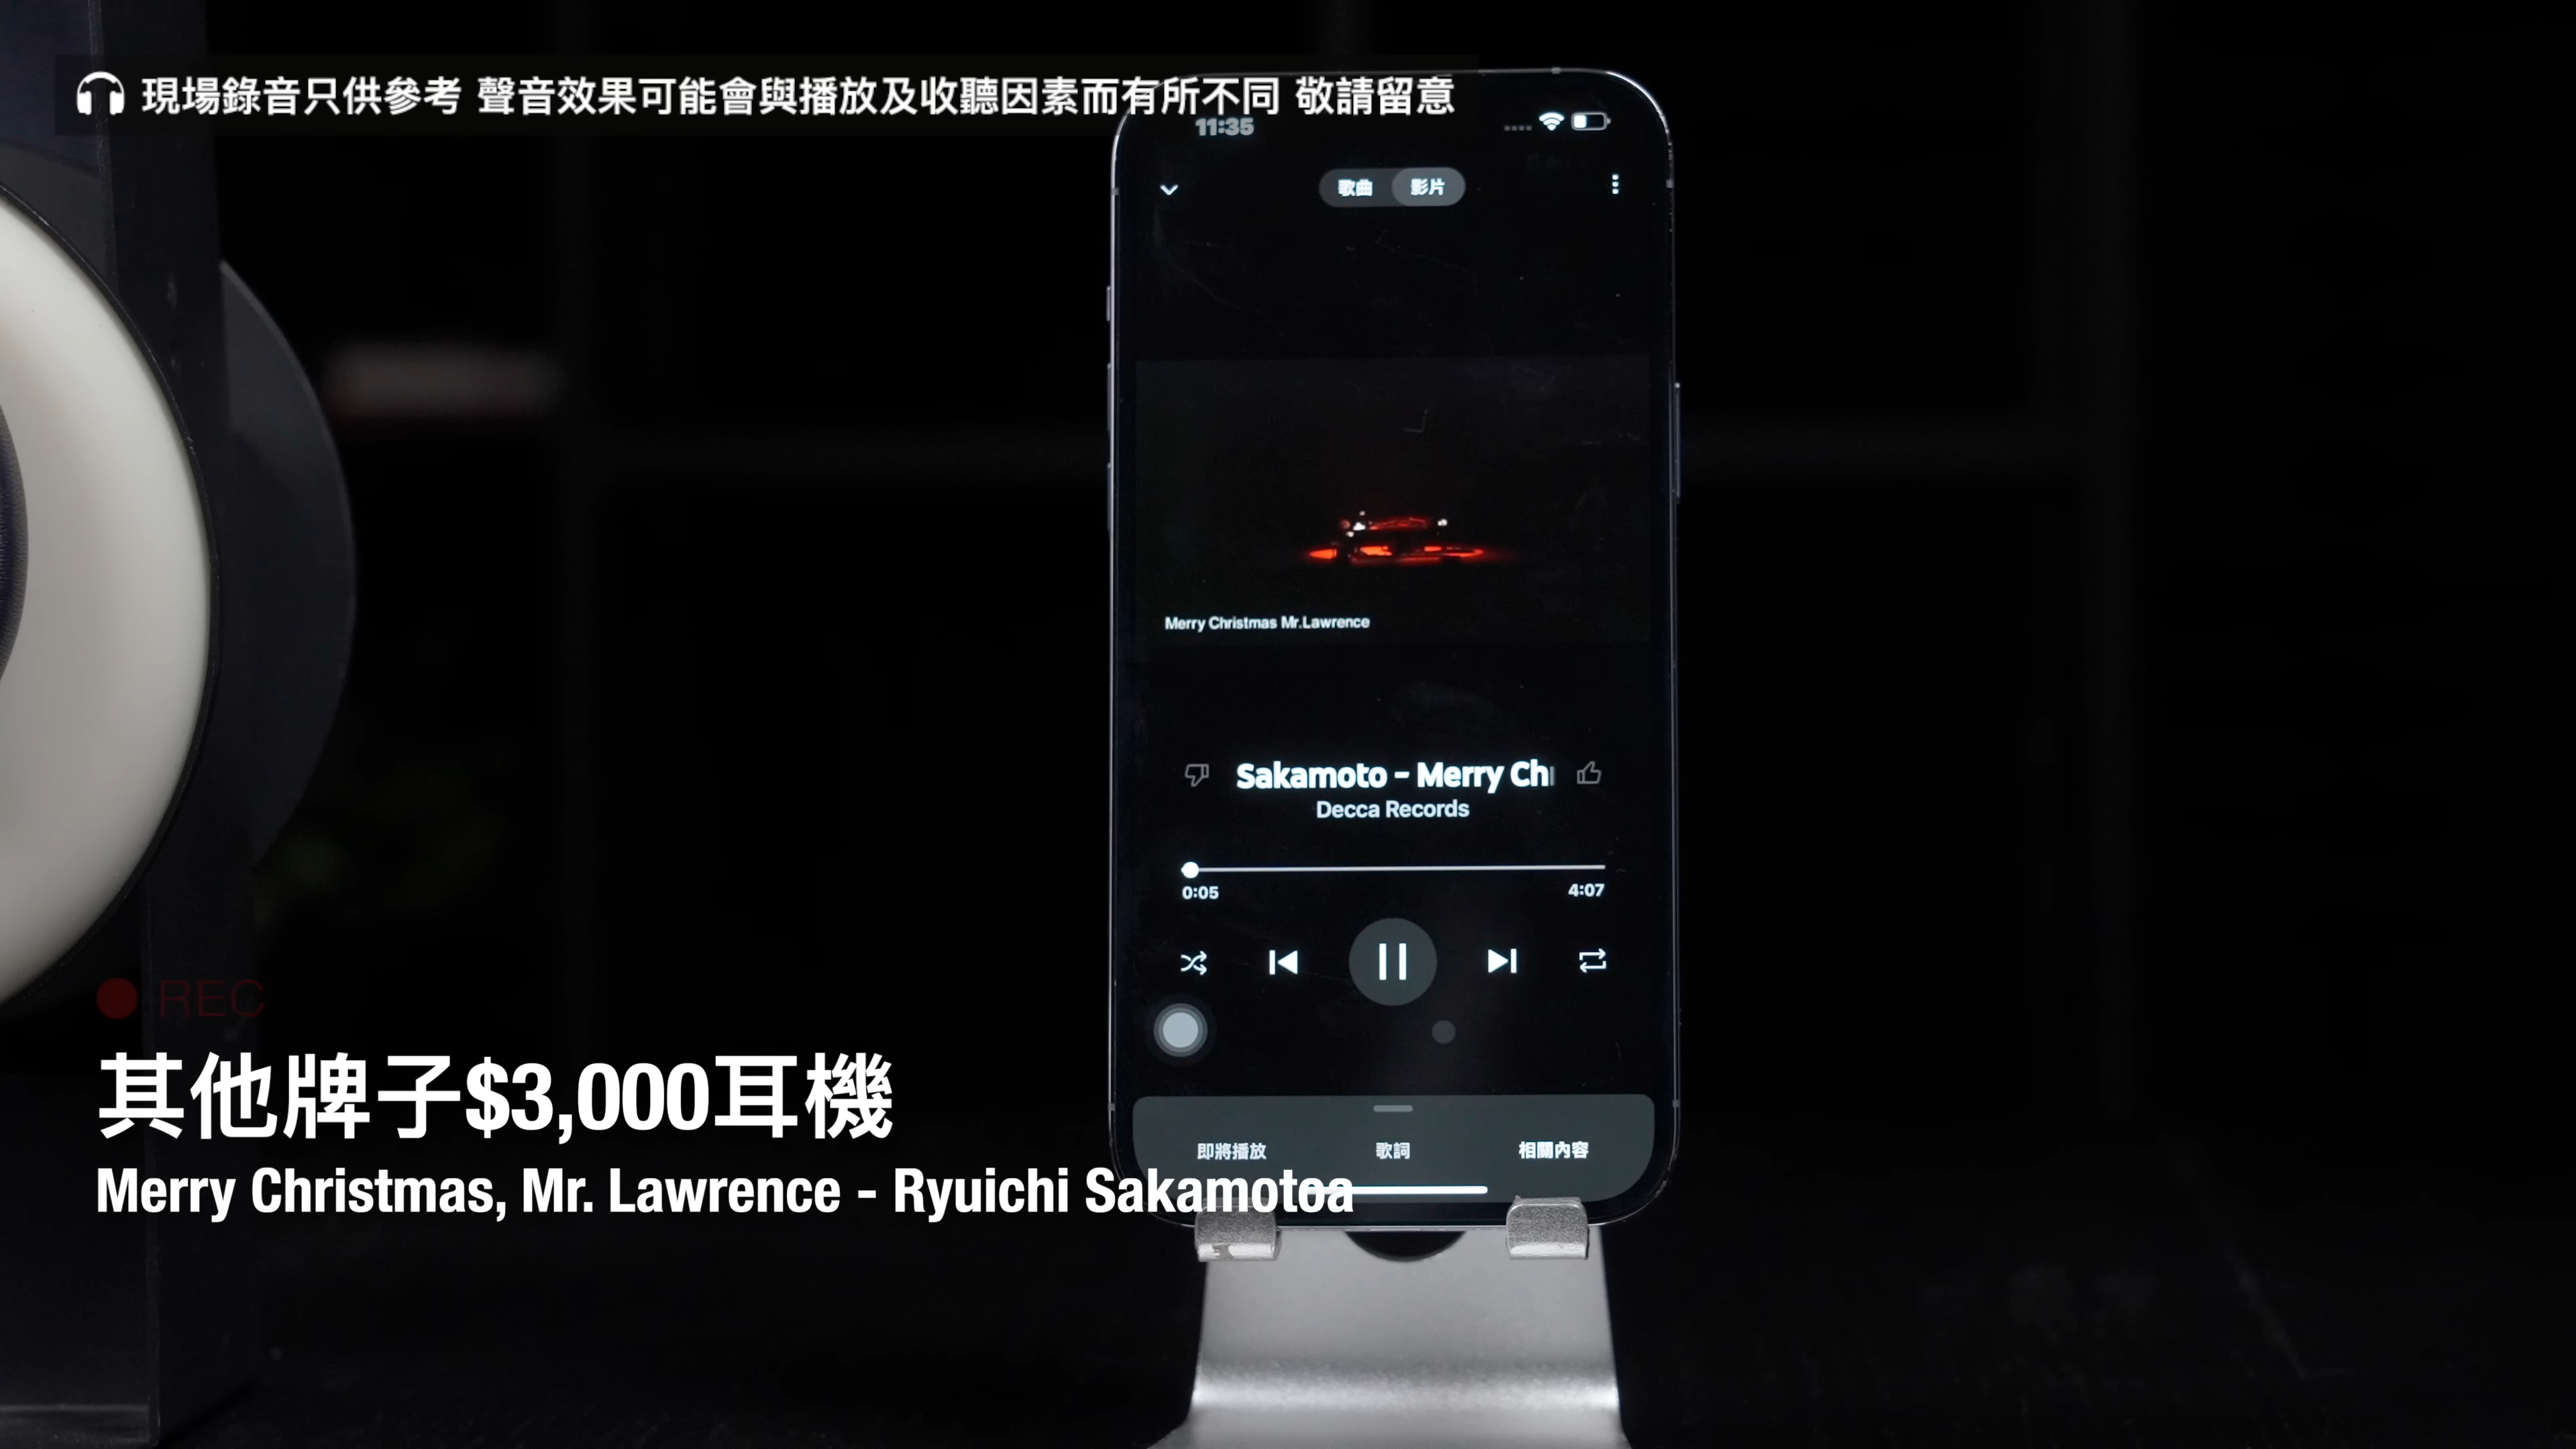 現場錄音只供參考 聲音效果可能會與播放及收聽因素而有所不同 敬請留意
11:35
歌曲 影片
Merry Christmas Mr.Lawrence
Sakamoto - Merry Ch
Decca Records
0:05 4:07
REC
其他牌子$3,000耳機
即將播放 歌詞 相關內容
Merry Christmas, Mr. Lawrence - Ryuichi Sakamotoa